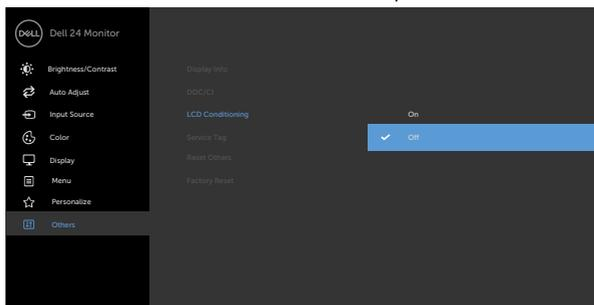 DELL Dell 24 Monitor
Brightness/Contrast Display Info
Auto Adjust DDC/CI
Input Source LCD Conditioning On
Color Service Tag Off
Display Reset Others
Menu Factory Reset
Personalize
Others